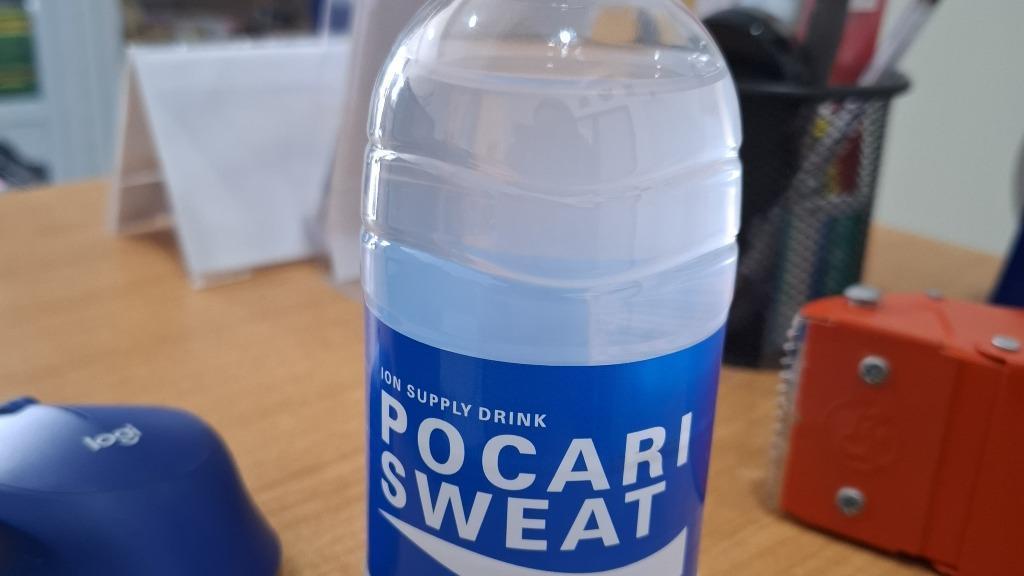 ION SUPPLY DRINK
POCARI
SWEAT
logi